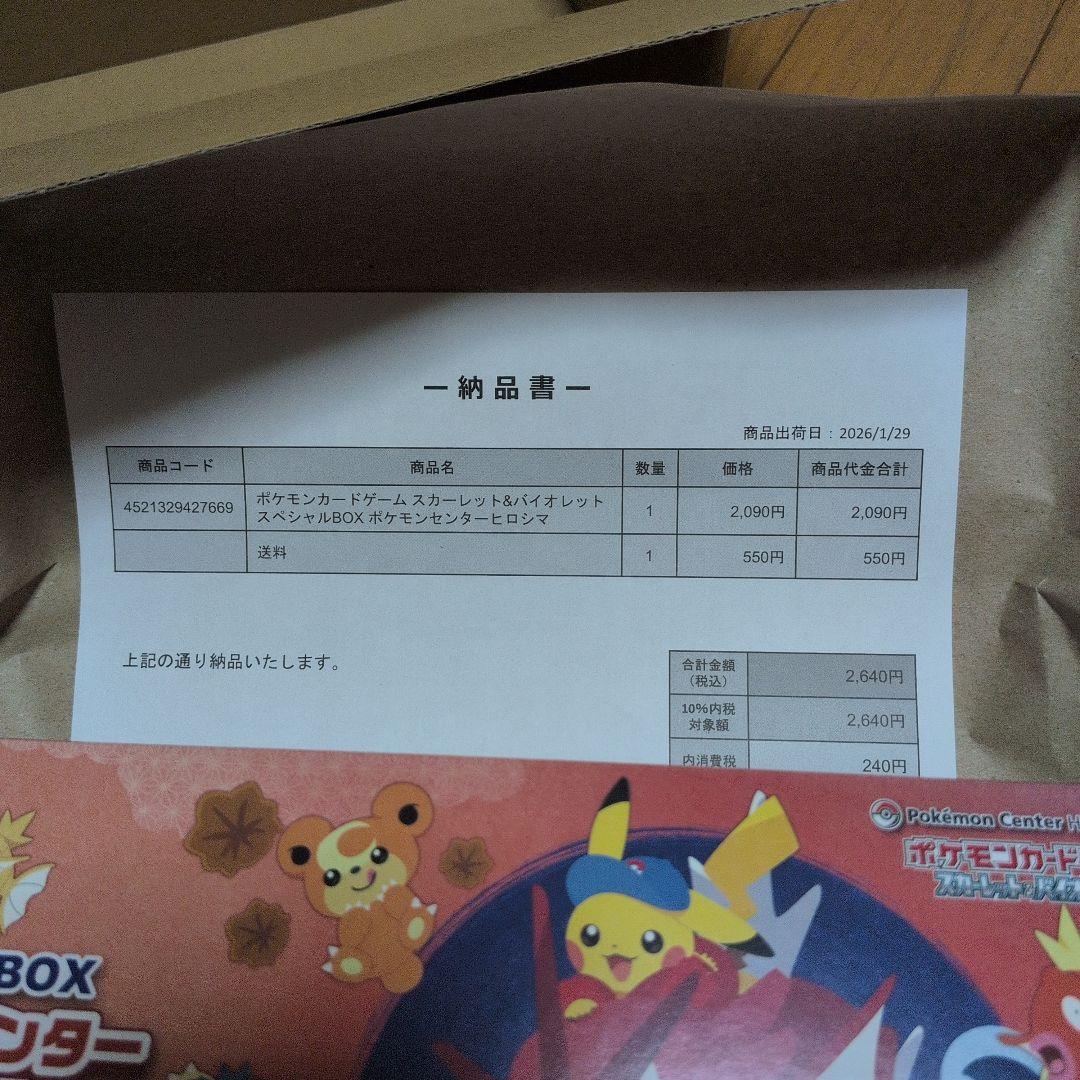 ー納品書ー
商品出荷日：2026/1/29
商品コード 商品名 数量 価格 商品代金合計
4521329427669 ポケモンカードゲーム スカーレット&バイオレット
スペシャルBOX ポケモンセンターヒロシマ 1 2,090円 2,090円
送料 1 550円 550円
上記の通り納品いたします。
合計金額
（税込） 2,640円
10%内税
対象額 2,640円
内消費税 240円
Pokémon Center
ポケモンカード
BOX
ンター